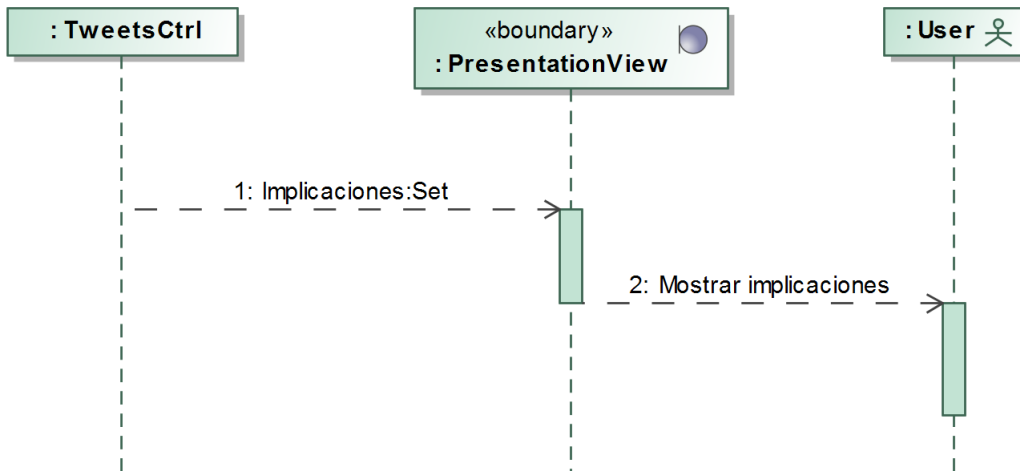 : TweetsCtrl
«boundary»
: PresentationView
: User
1: Implicaciones:Set
2: Mostrar implicaciones